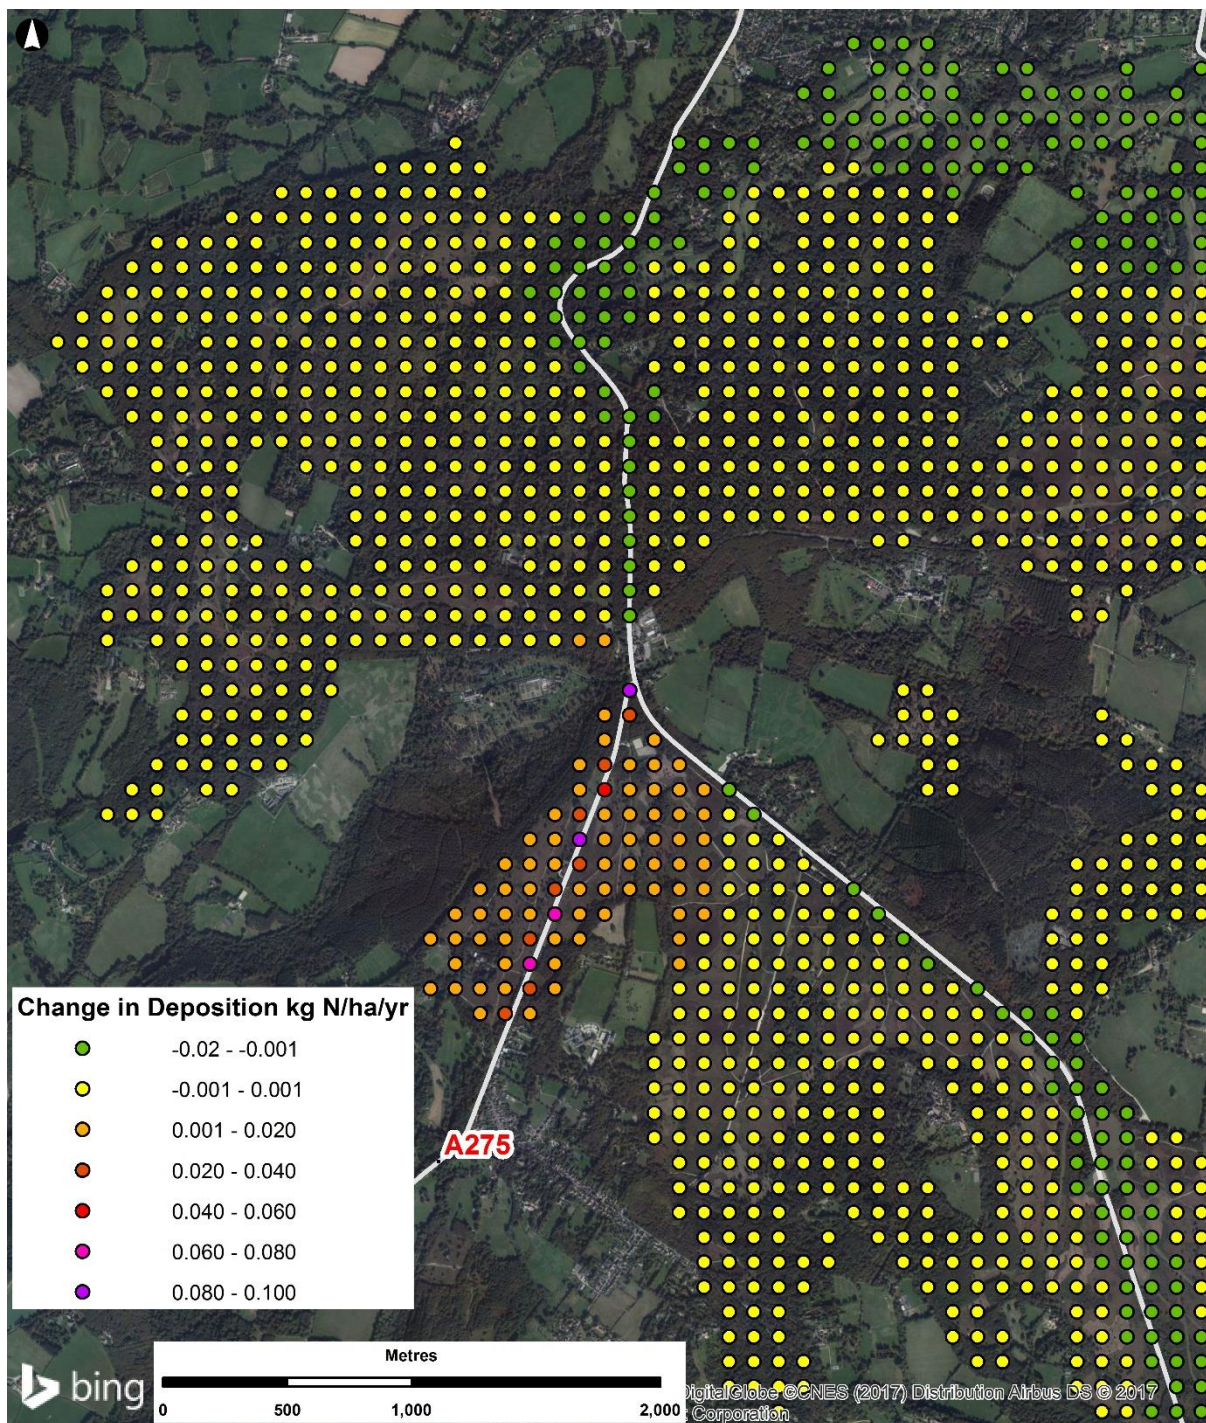 A275
Change in Deposition kg N/ha/yr
-0.02 - -0.001
-0.001 - 0.001
0.001 - 0.020
0.020 - 0.040
0.040 - 0.060
0.060 - 0.080
0.080 - 0.100
bing
Metres
0 500 1,000 2,000
DigitalGlobe ©CNES (2017) Distribution Airbus DS © 2017
Corporation